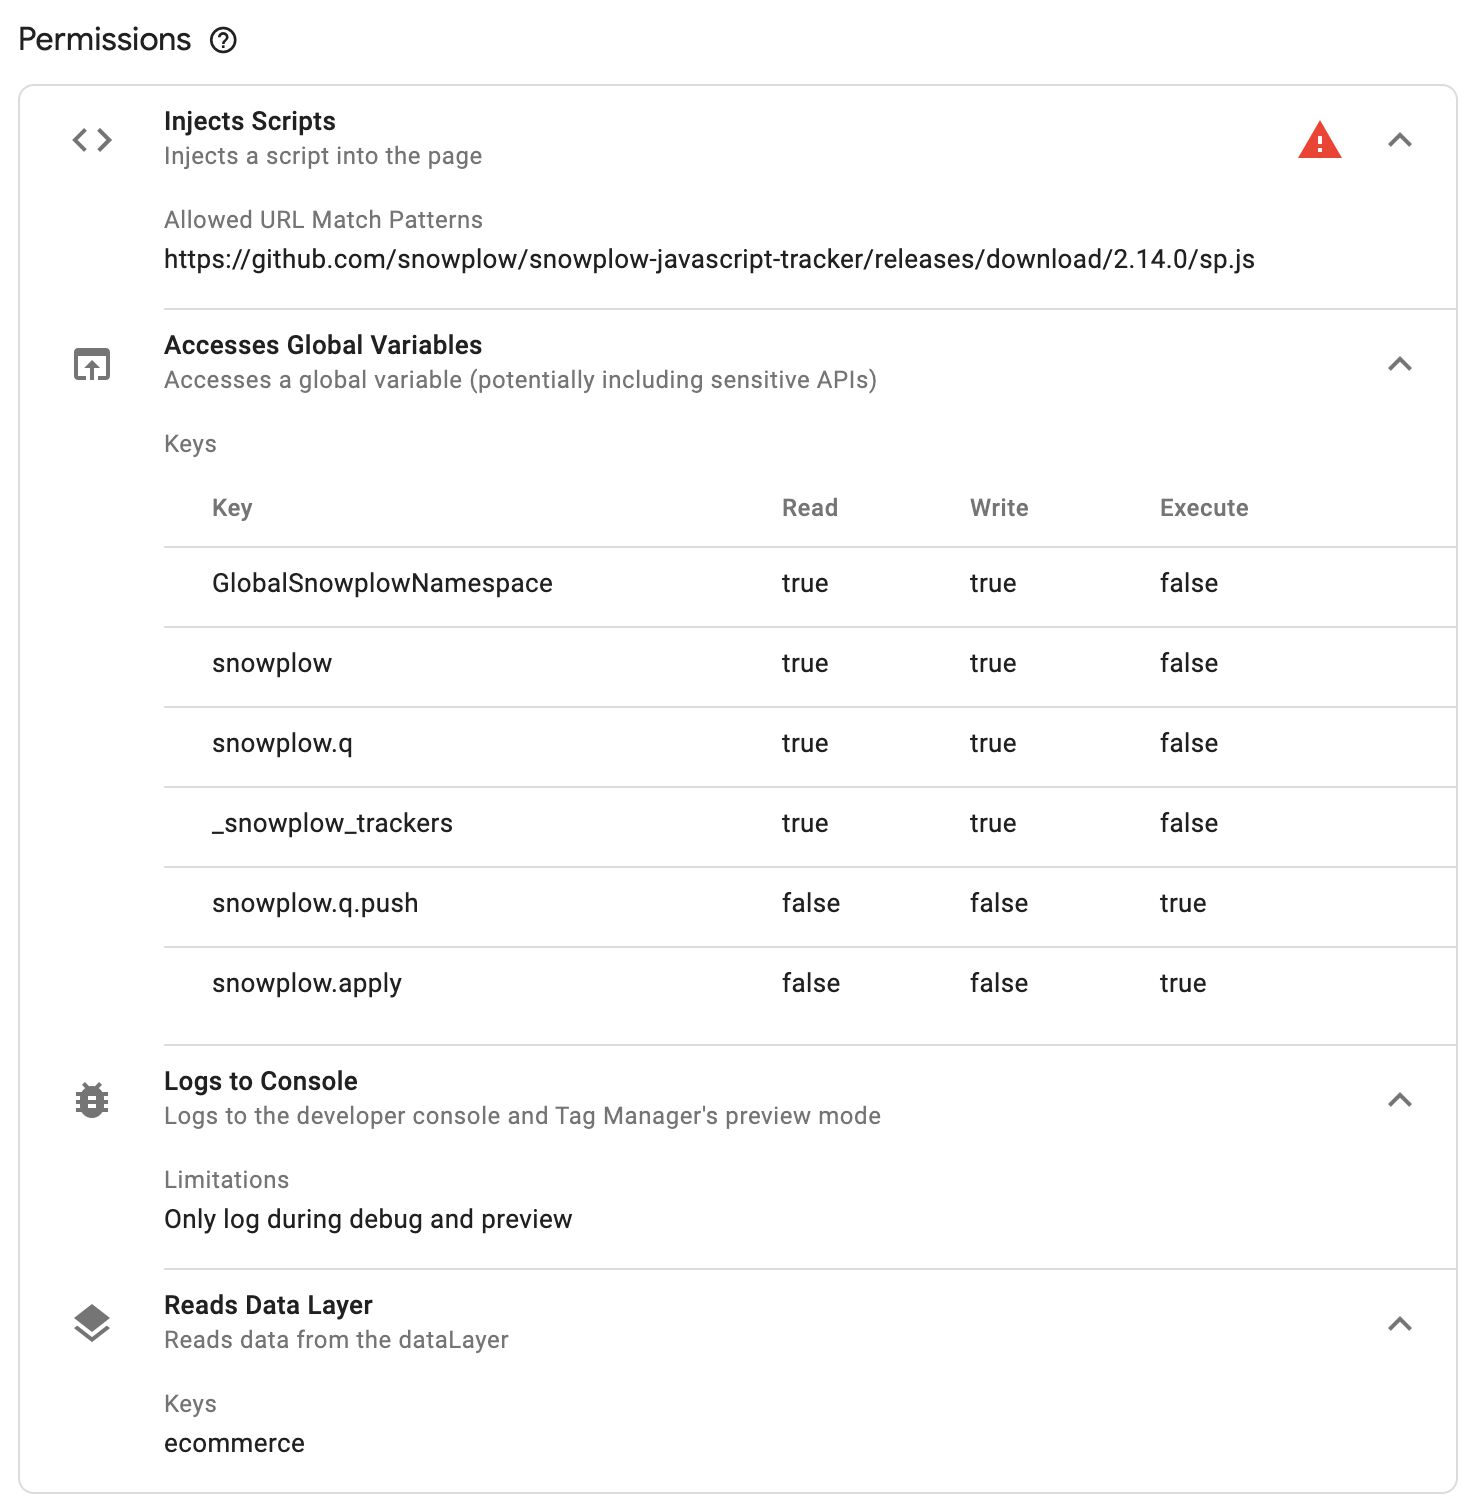 Permissions
Injects Scripts
Injects a script into the page
Allowed URL Match Patterns
https://github.com/snowplow/snowplow-javascript-tracker/releases/download/2.14.0/sp.js
Accesses Global Variables
Accesses a global variable (potentially including sensitive APIs)
Keys
Key Read Write Execute
GlobalSnowplowNamespace true true false
snowplow true true false
snowplow.q true true false
_snowplow_trackers true true false
snowplow.q.push false false true
snowplow.apply false false true
Logs to Console
Logs to the developer console and Tag Manager's preview mode
Limitations
Only log during debug and preview
Reads Data Layer
Reads data from the dataLayer
Keys
ecommerce